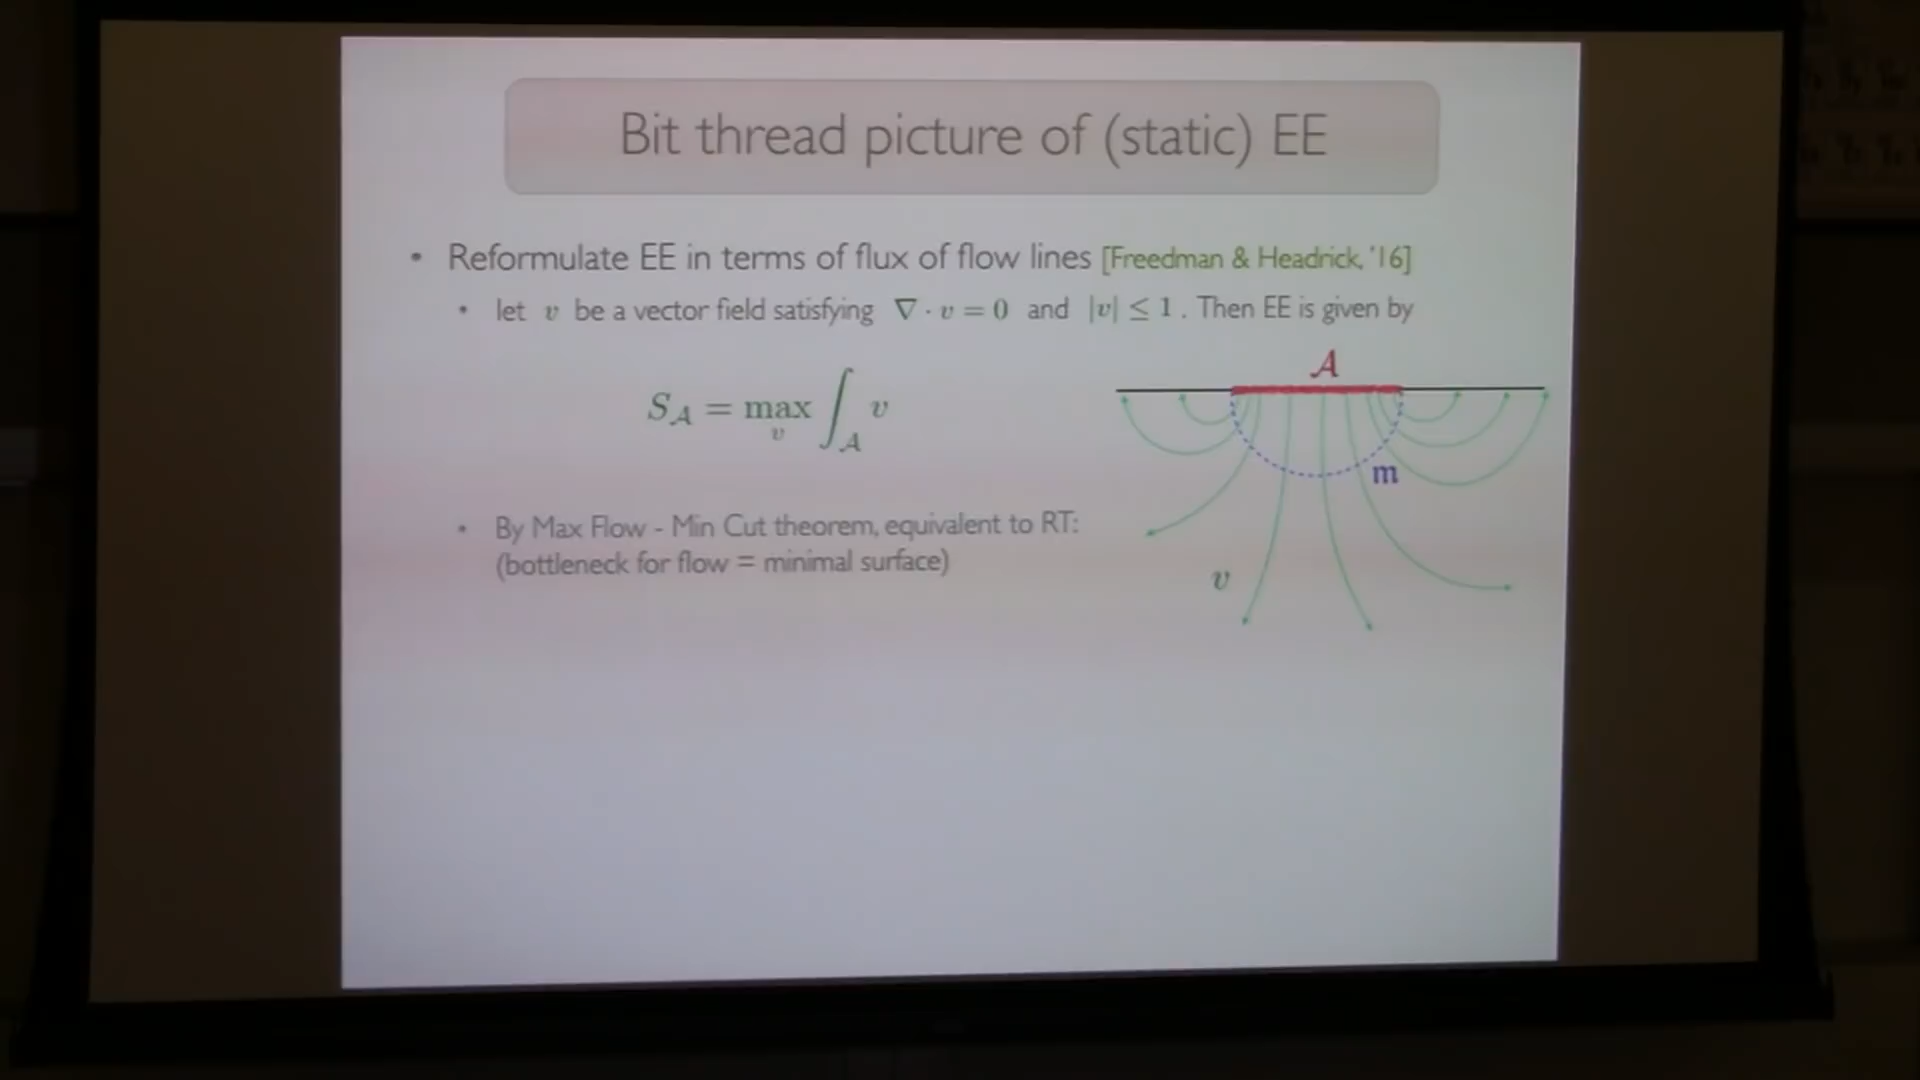 Bit thread picture of (static) EE
• Reformulate EE in terms of flux of flow lines [Freedman & Headrick, '16]
• let v be a vector field satisfying ∇ · v = 0 and |v| ≤ 1 . Then EE is given by
A
S_A = max_v ∫_A v
m
• By Max Flow - Min Cut theorem, equivalent to RT:
(bottleneck for flow = minimal surface)
v